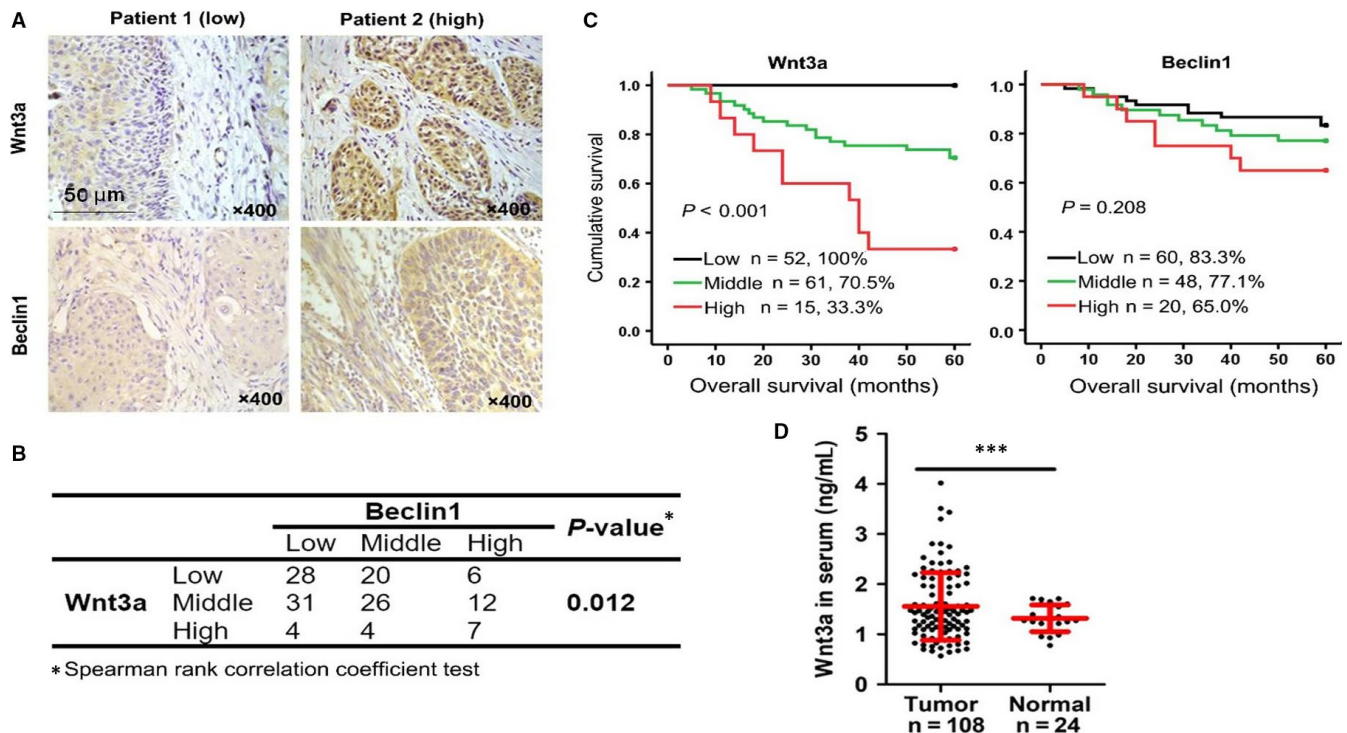 A
Patient 1 (low)
Patient 2 (high)
Wnt3a
50 μm
×400
×400
Beclin1
×400
×400
B
Beclin1
P-value*
Low Middle High
Low 28 20 6
Wnt3a Middle 31 26 12 0.012
High 4 4 7
* Spearman rank correlation coefficient test
C
Wnt3a
Cumulative survival
1.0
0.8
0.6
0.4
0.2
0.0
P < 0.001
Low n = 52, 100%
Middle n = 61, 70.5%
High n = 15, 33.3%
0 10 20 30 40 50 60
Overall survival (months)
Beclin1
1.0
0.8
0.6
0.4
0.2
0.0
P = 0.208
Low n = 60, 83.3%
Middle n = 48, 77.1%
High n = 20, 65.0%
0 10 20 30 40 50 60
Overall survival (months)
D
Wnt3a in serum (ng/mL)
5
4
3
2
1
0
***
Tumor Normal
n = 108 n = 24